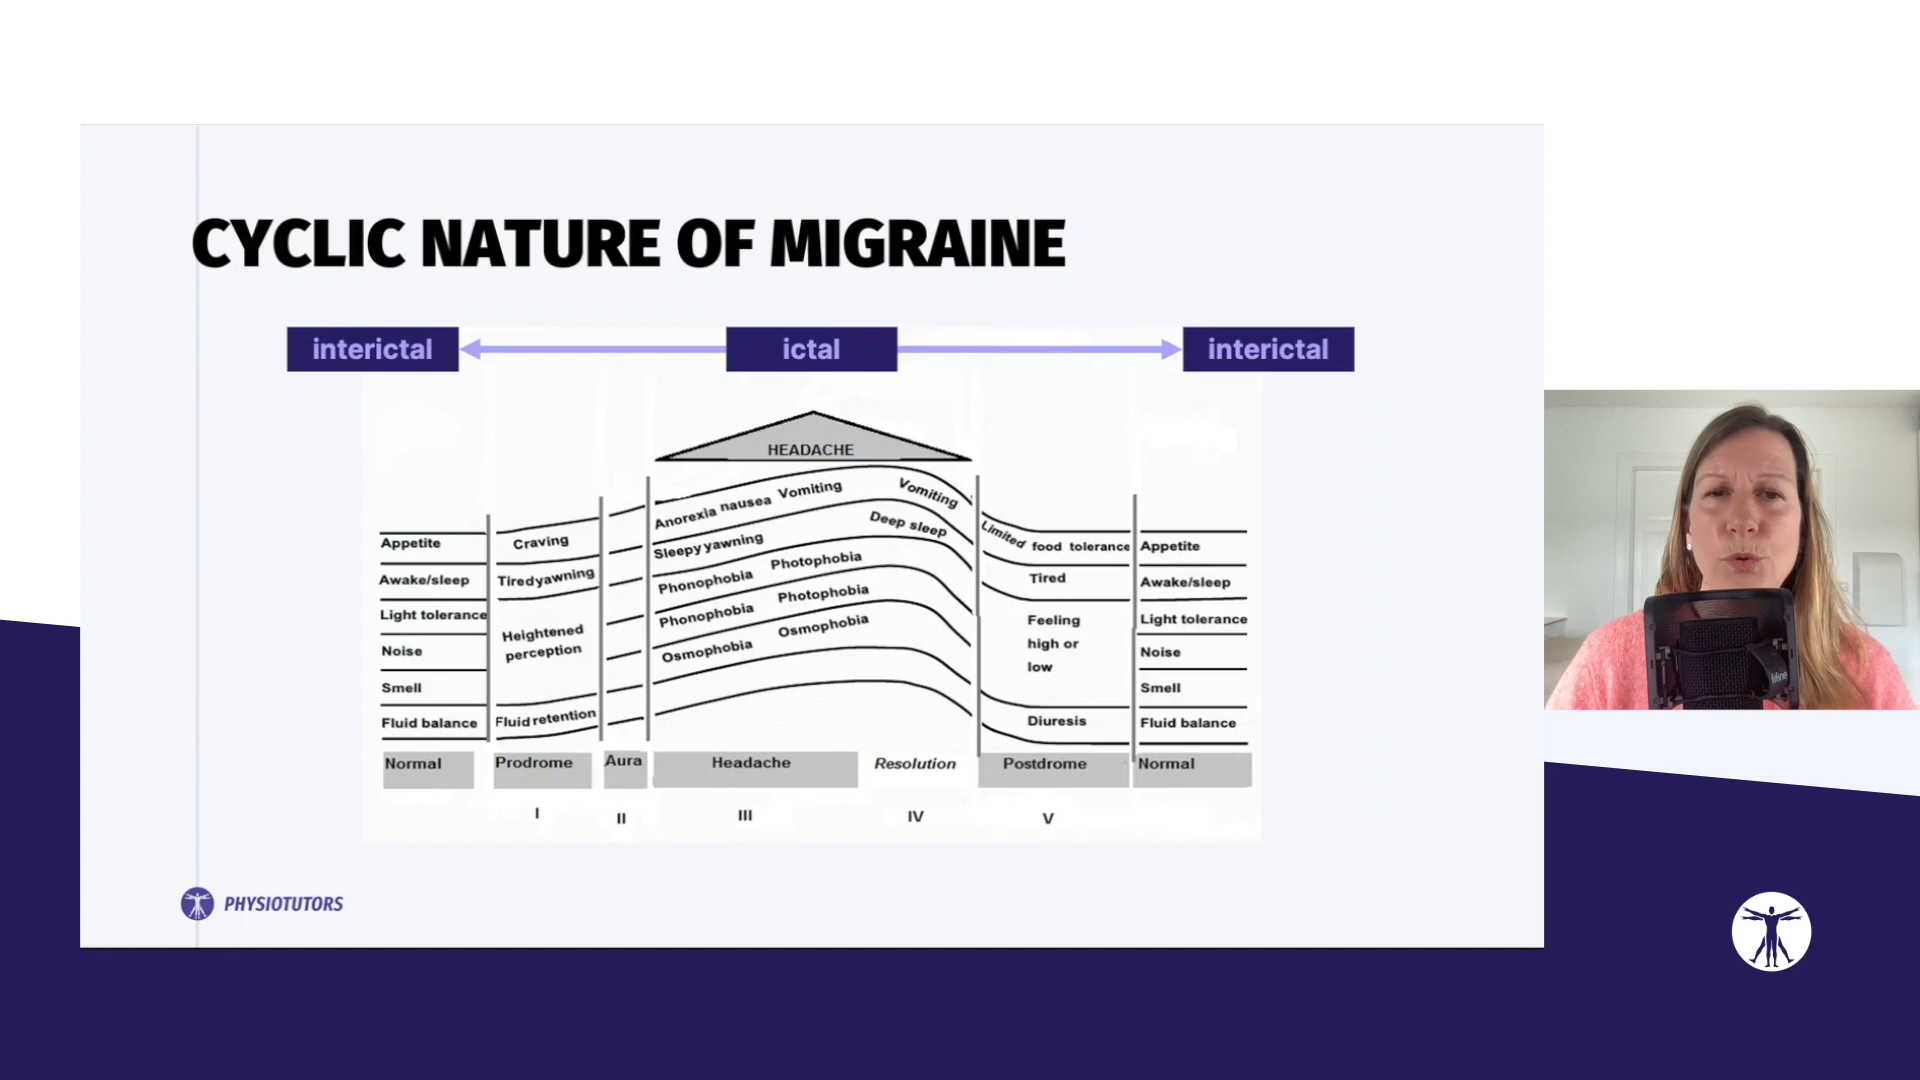 CYCLIC NATURE OF MIGRAINE
interictal
ictal
interictal
HEADACHE
Appetite
Awake/sleep
Light tolerance
Noise
Smell
Fluid balance
Normal
Craving
Tired yawning
Heightened
perception
Fluid retention
Prodrome
I
Aura
II
Anorexia nausea Vomiting
Vomiting
Sleepy yawning
Deep sleep
Phonophobia Photophobia
Phonophobia Photophobia
Osmophobia Osmophobia
Headache
III
Resolution
IV
Limited food tolerance
Tired
Feeling
high or
low
Diuresis
Postdrome
V
Appetite
Awake/sleep
Light tolerance
Noise
Smell
Fluid balance
Normal
PHYSIOTUTORS
fifine